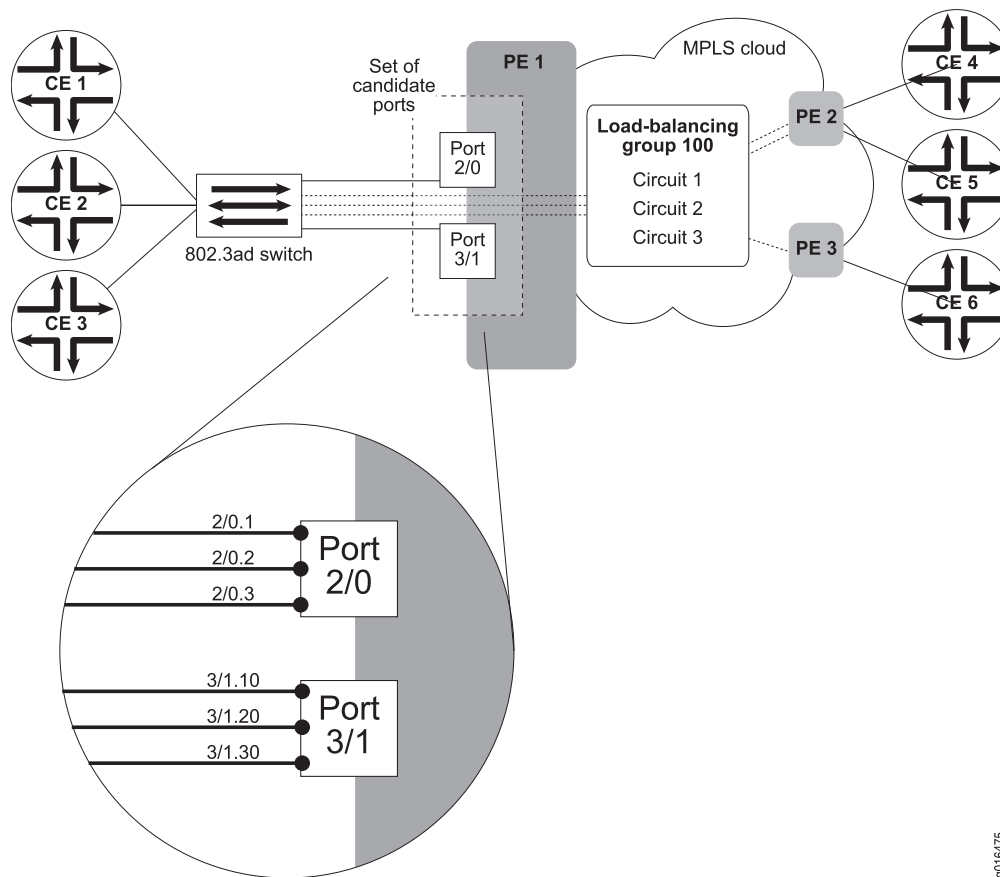 CE 1
CE 2
CE 3
802.3ad switch
Set of
candidate
ports
Port
2/0
Port
3/1
PE 1
MPLS cloud
Load-balancing
group 100
Circuit 1
Circuit 2
Circuit 3
PE 2
PE 3
CE 4
CE 5
CE 6
2/0.1
2/0.2
2/0.3
Port
2/0
3/1.10
3/1.20
3/1.30
Port
3/1
g016475